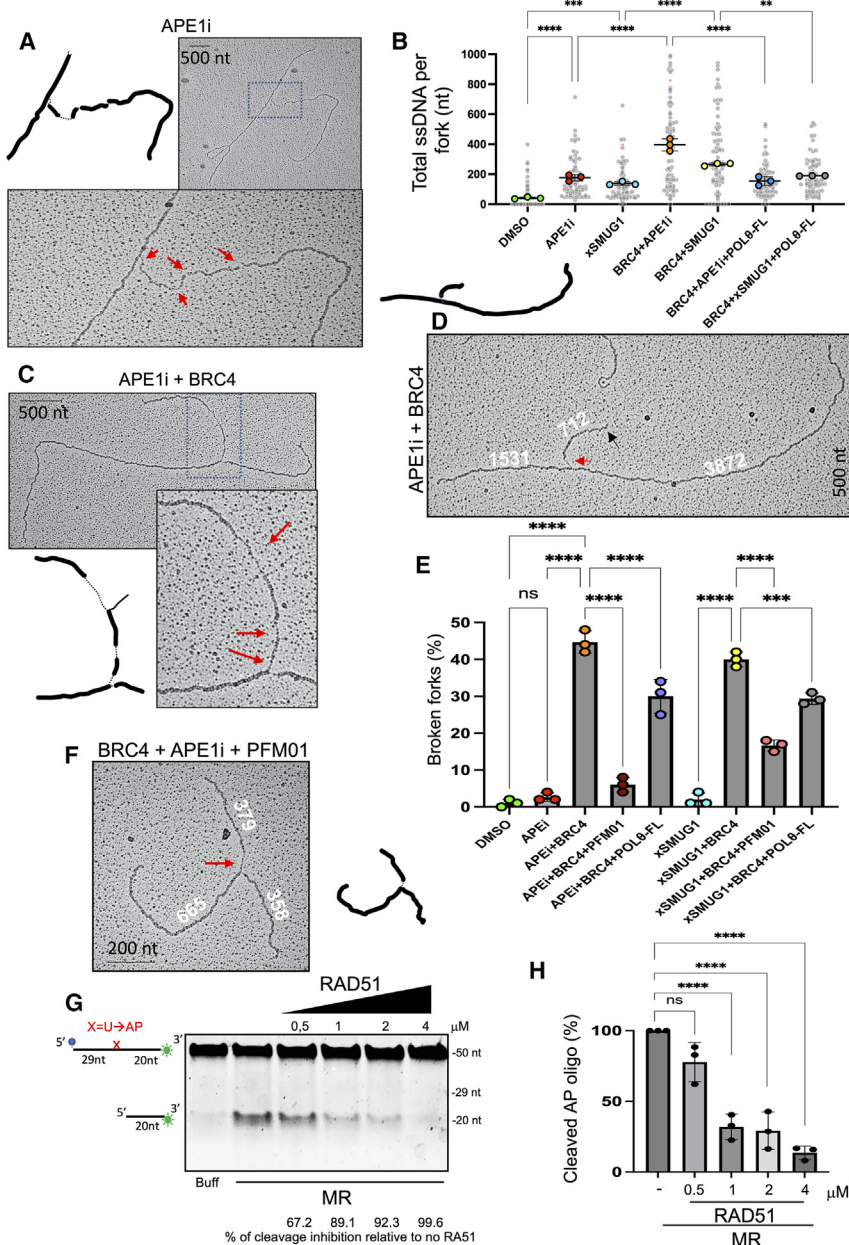 A
APE1i
500 nt
B
***
****
**
****
****
****
Total ssDNA per
fork (nt)
1000
800
600
400
200
0
DMSO
APE1i
xSMUG1
BRC4+APE1i
BRC4+SMUG1
BRC4+APE1i+POLθ-FL
BRC4+xSMUG1+POLθ-FL
C
APE1i + BRC4
500 nt
D
APE1i + BRC4
712
1531
3872
500 nt
E
****
****
****
****
ns
****
****
***
Broken forks (%)
50
40
30
20
10
0
DMSO
APEi
APEi+BRC4
APEi+BRC4+PFM01
APEi+BRC4+POLθ-FL
xSMUG1
xSMUG1+BRC4
xSMUG1+BRC4+PFM01
xSMUG1+BRC4+POLθ-FL
F
BRC4 + APE1i + PFM01
379
665
358
200 nt
G
RAD51
0,5 1 2 4 μM
X=U→AP
5′ X 3′
29nt 20nt
5′ 3′
20nt
-50 nt
-29 nt
-20 nt
Buff
MR
67.2 89.1 92.3 99.6
% of cleavage inhibition relative to no RA51
H
****
****
****
ns
Cleaved AP oligo (%)
100
50
0
- 0.5 1 2 4 μM
RAD51
MR